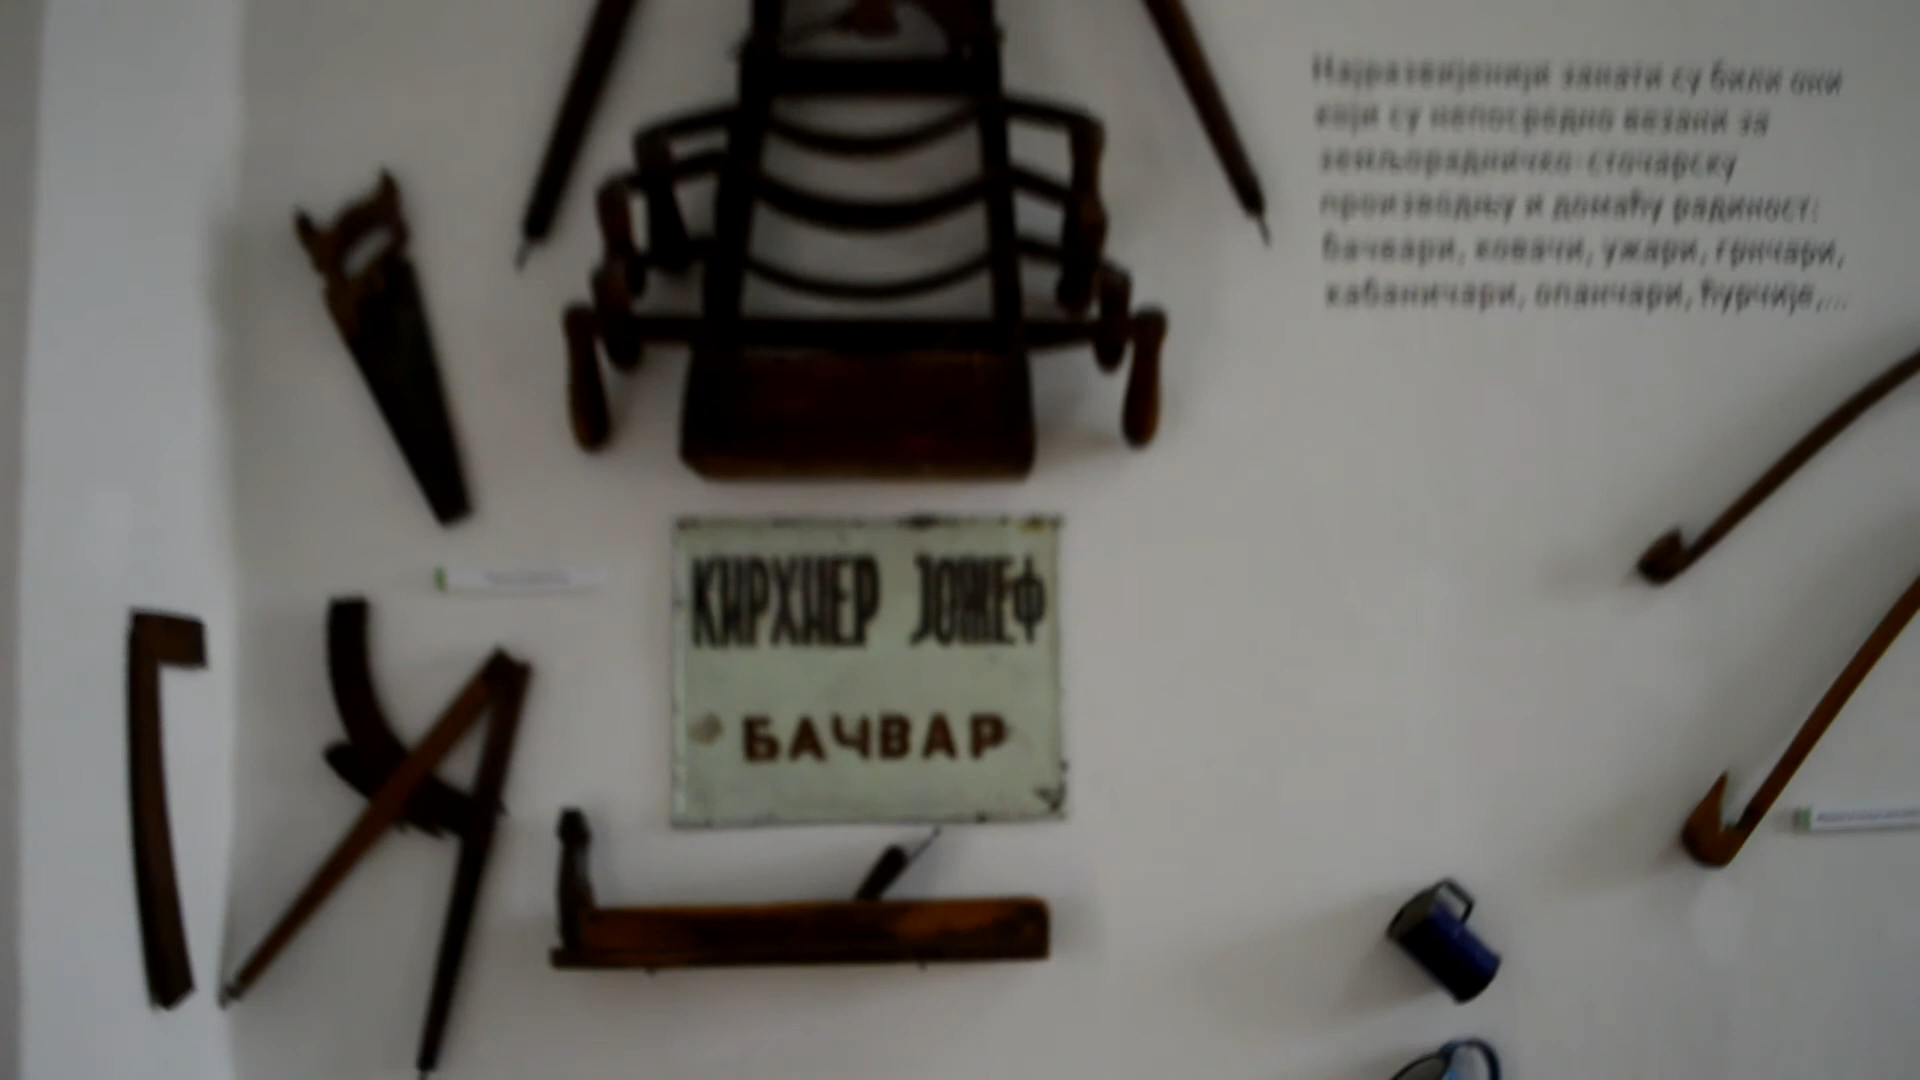 Најразвијенији занати су били они
који су непосредно везани за
земљорадничко-сточарску
производњу и домаћу радиност:
бачвари, ковачи, ужари, грнчари,
кабаничари, опанчари, ћурчије,...
КИРХНЕР ЈОЖЕФ
БАЧВАР